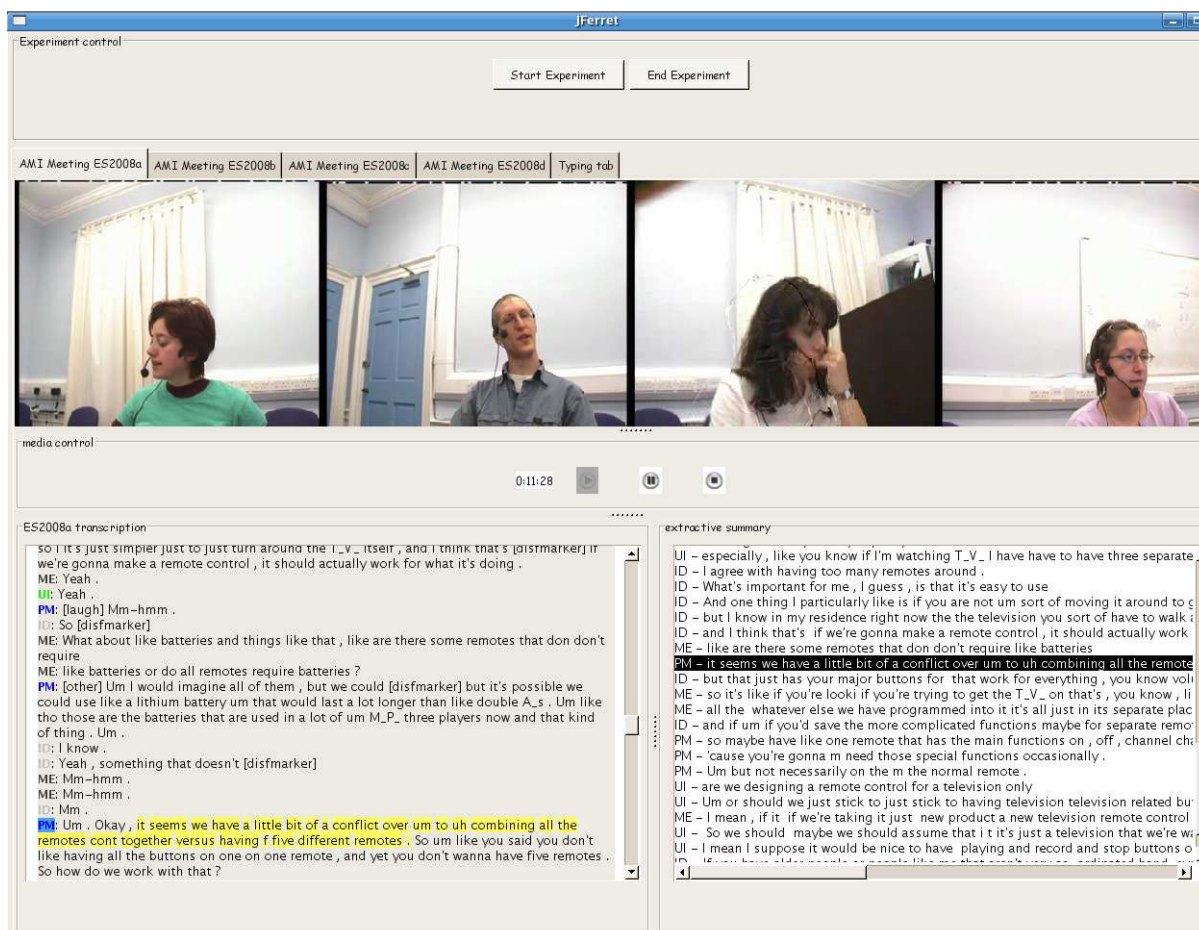 JFerret
Experiment control
Start Experiment End Experiment
AMI Meeting ES2008a AMI Meeting ES2008b AMI Meeting ES2008c AMI Meeting ES2008d Typing tab
media control
0:11:28
ES2008a transcription
so I it's just simpler just to just turn around the T_V_ itself , and I think that's [disfmarker] if
we're gonna make a remote control , it should actually work for what it's doing .
ME: Yeah .
UI: Yeah .
PM: [laugh] Mm-hmm .
ID: So [disfmarker]
ME: What about like batteries and things like that , like are there some remotes that don don't
require
ME: like batteries or do all remotes require batteries ?
PM: [other] Um I would imagine all of them , but we could [disfmarker] but it's possible we
could use like a lithium battery um that would last a lot longer than like double A_s . Um like
tho those are the batteries that are used in a lot of um M_P_ three players now and that kind
of thing . Um .
ID: I know .
ID: Yeah , something that doesn't [disfmarker]
ME: Mm-hmm .
ME: Mm-hmm .
ID: Mm .
PM: Um . Okay , it seems we have a little bit of a conflict over um to uh combining all the
remotes cont together versus having f five different remotes . So um like you said you don't
like having all the buttons on one on one remote , and yet you don't wanna have five remotes .
So how do we work with that ?
extractive summary
UI - especially , like you know if I'm watching T_V_ I have have to have three separate
ID - I agree with having too many remotes around .
ID - What's important for me , I guess , is that it's easy to use
ID - And one thing I particularly like is if you are not um sort of moving it around to
ID - but I know in my residence right now the the television you sort of have to walk
ID - and I think that's if we're gonna make a remote control , it should actually work
ME - like are there some remotes that don don't require like batteries
PM - it seems we have a little bit of a conflict over um to uh combining all the remote
ID - but that just has your major buttons for that work for everything , you know
ME - so it's like if you're looki if you're trying to get the T_V_ on that's , you know ,
ME - all the whatever else we have programmed into it it's all just in its separate
ID - and if um if you'd save the more complicated functions maybe for separate
PM - so maybe have like one remote that has the main functions on , off , channel
PM - 'cause you're gonna m need those special functions occasionally .
PM - Um but not necessarily on the m the normal remote .
UI - are we designing a remote control for a television only
UI - Um or should we just stick to just stick to having television television related
ME - I mean , if it if we're taking it just new product a new television remote control
UI - So we should maybe we should assume that i t it's just a television that we're
UI - I mean I suppose it would be nice to have playing and record and stop buttons
ID - If you have older people or people like me that aren't very